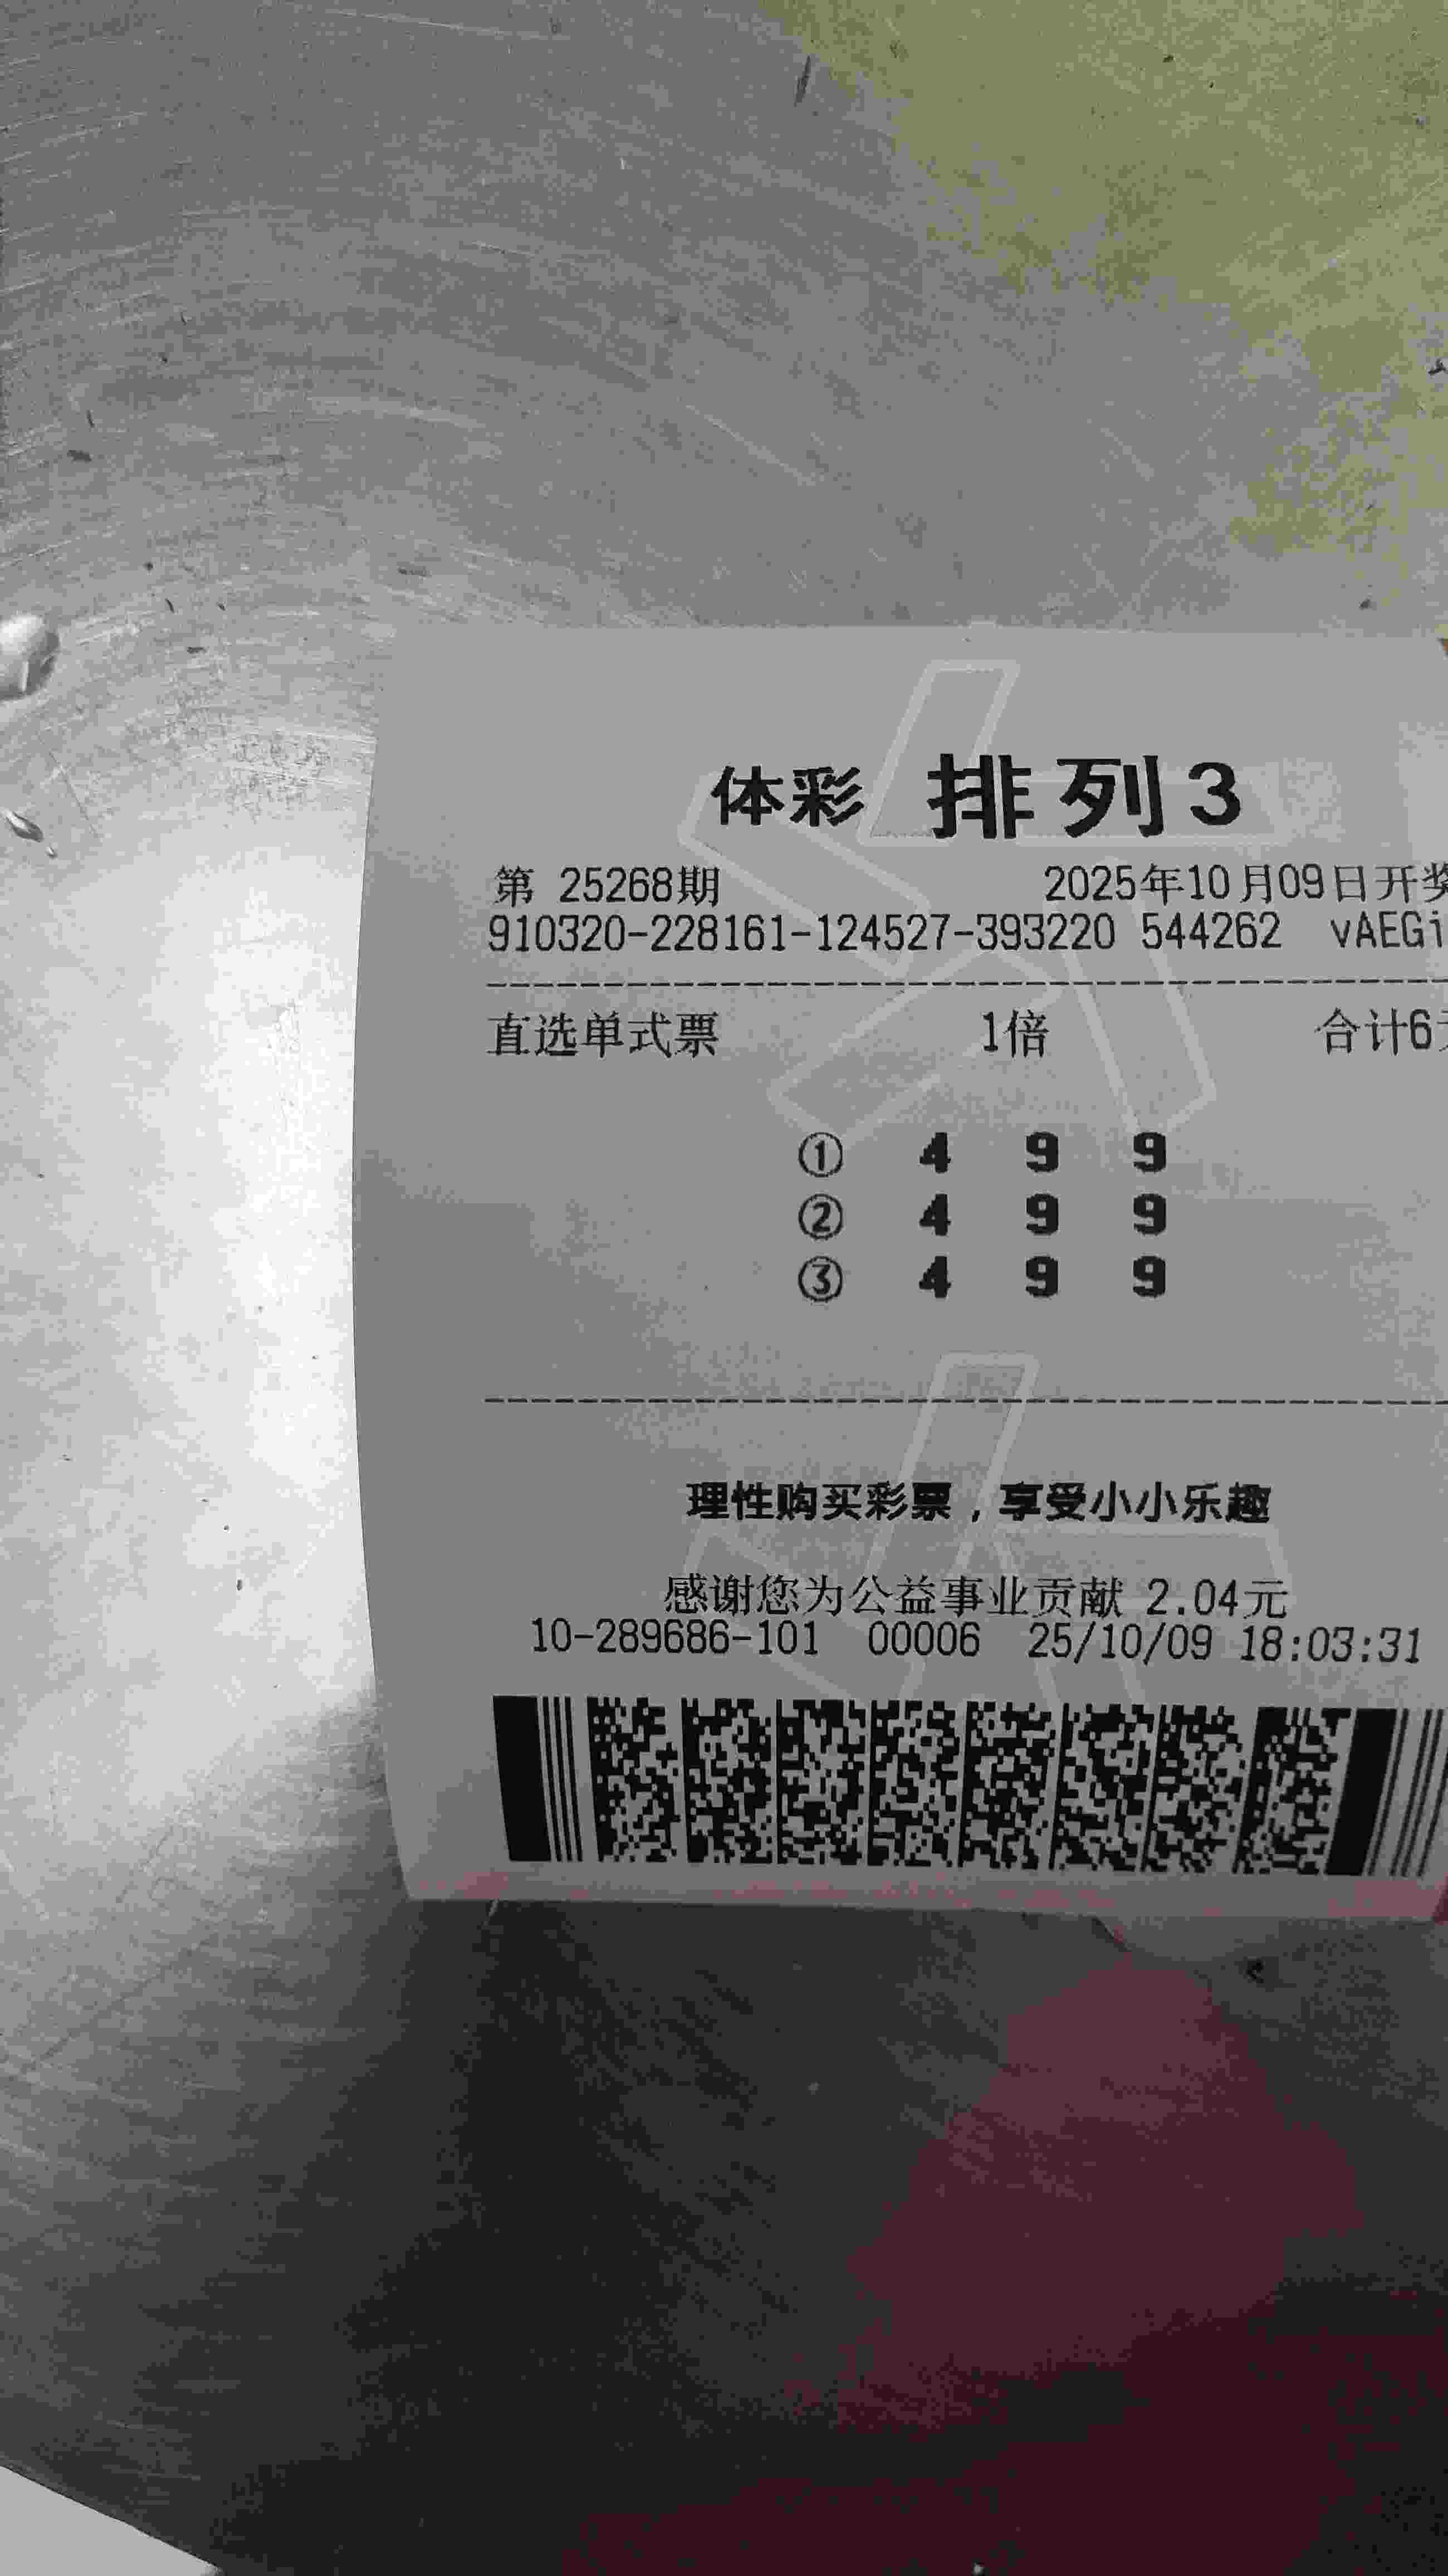 体彩 排列3
第 25268期 2025年10月09日开奖
910320-228161-124527-393220 544262 vAEGi
直选单式票 1倍 合计6元
① 4 9 9
② 4 9 9
③ 4 9 9
理性购买彩票，享受小小乐趣
感谢您为公益事业贡献 2.04元
10-289686-101 00006 25/10/09 18:03:31